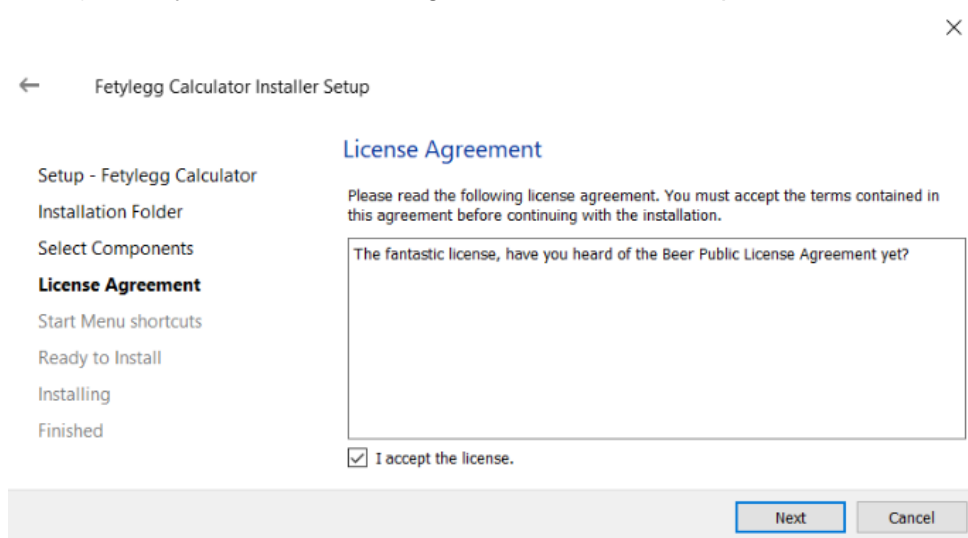 Fetylegg Calculator Installer Setup
Setup - Fetylegg Calculator
Installation Folder
Select Components
License Agreement
Start Menu shortcuts
Ready to Install
Installing
Finished
License Agreement
Please read the following license agreement. You must accept the terms contained in
this agreement before continuing with the installation.
The fantastic license, have you heard of the Beer Public License Agreement yet?
I accept the license.
Next
Cancel